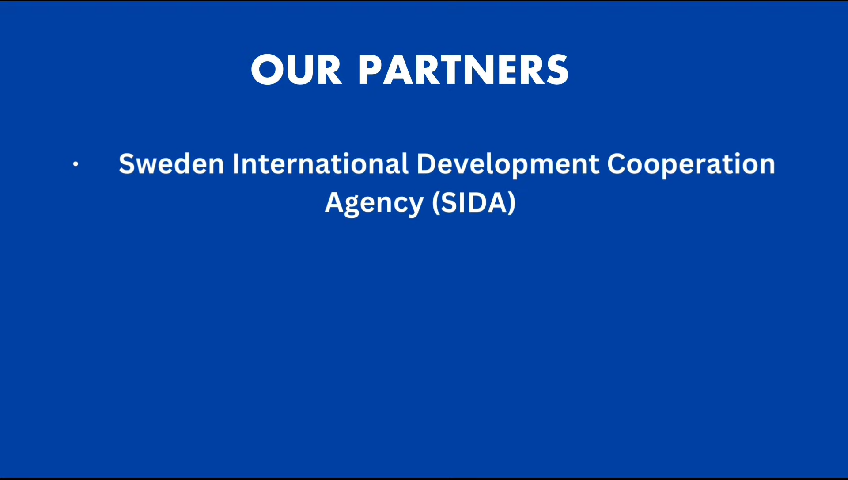 OUR PARTNERS
· Sweden International Development Cooperation
Agency (SIDA)